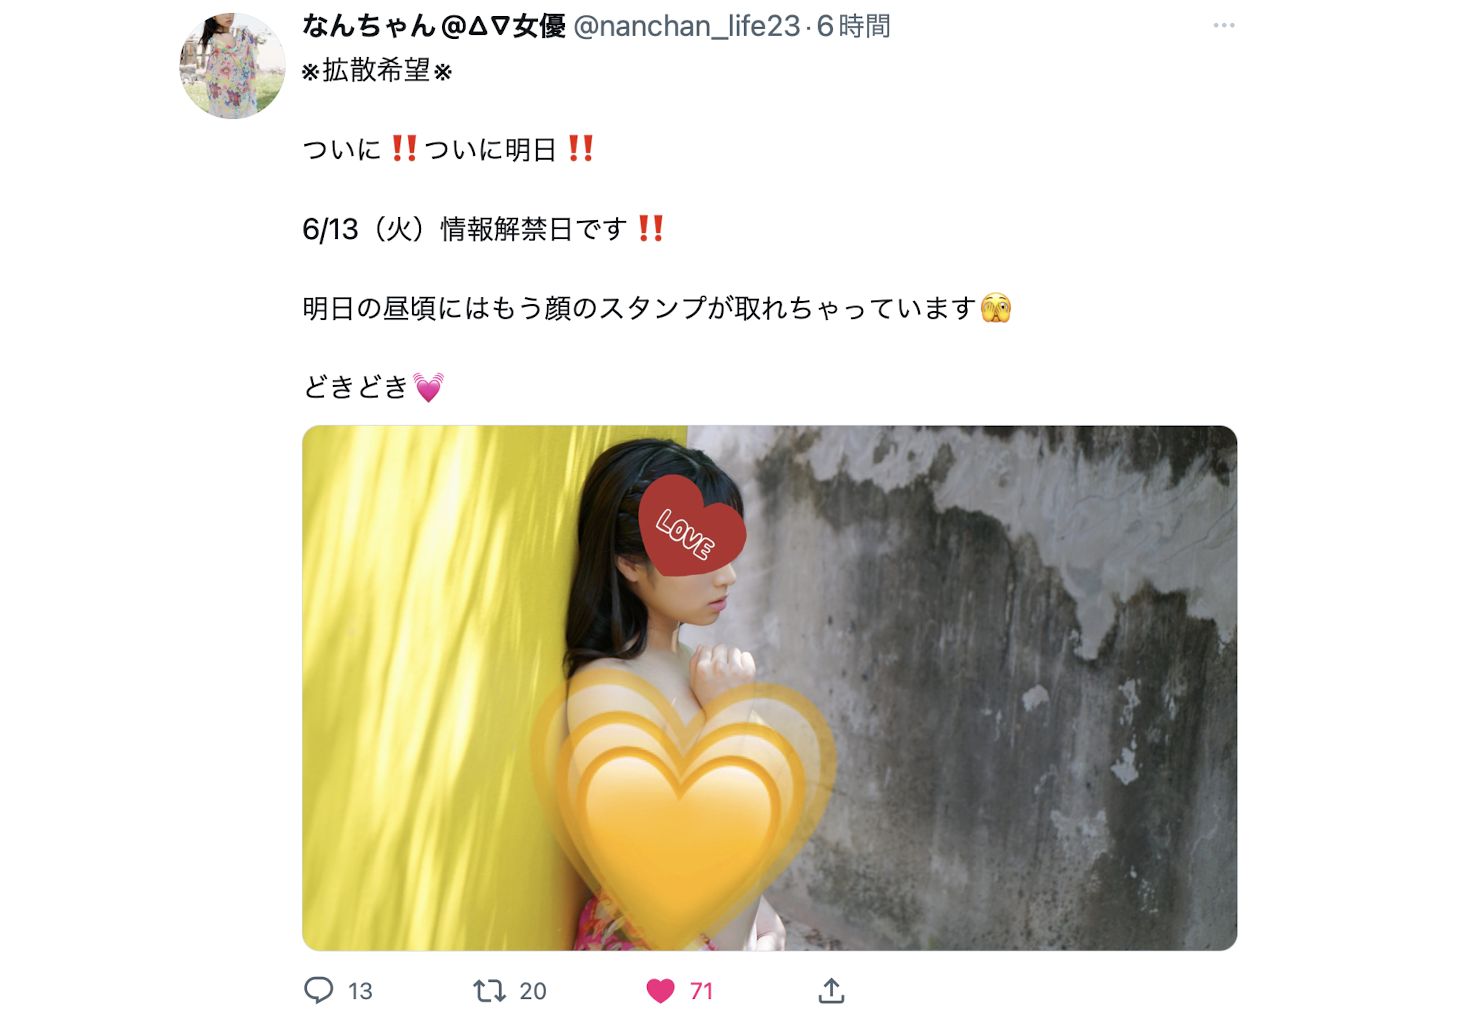 なんちゃん@Δ∇女優 @nanchan_life23·6時間
※拡散希望※
ついに‼️ついに明日‼️
6/13（火）情報解禁日です‼️
明日の昼頃にはもう顔のスタンプが取れちゃっています🫣
どきどき💓
LOVE
13 20 71